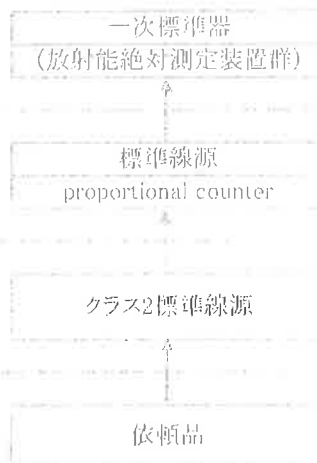 一次標準器
(放射能絶対測定装置群)
標準線源
proportional counter
クラス2標準線源
依頼品